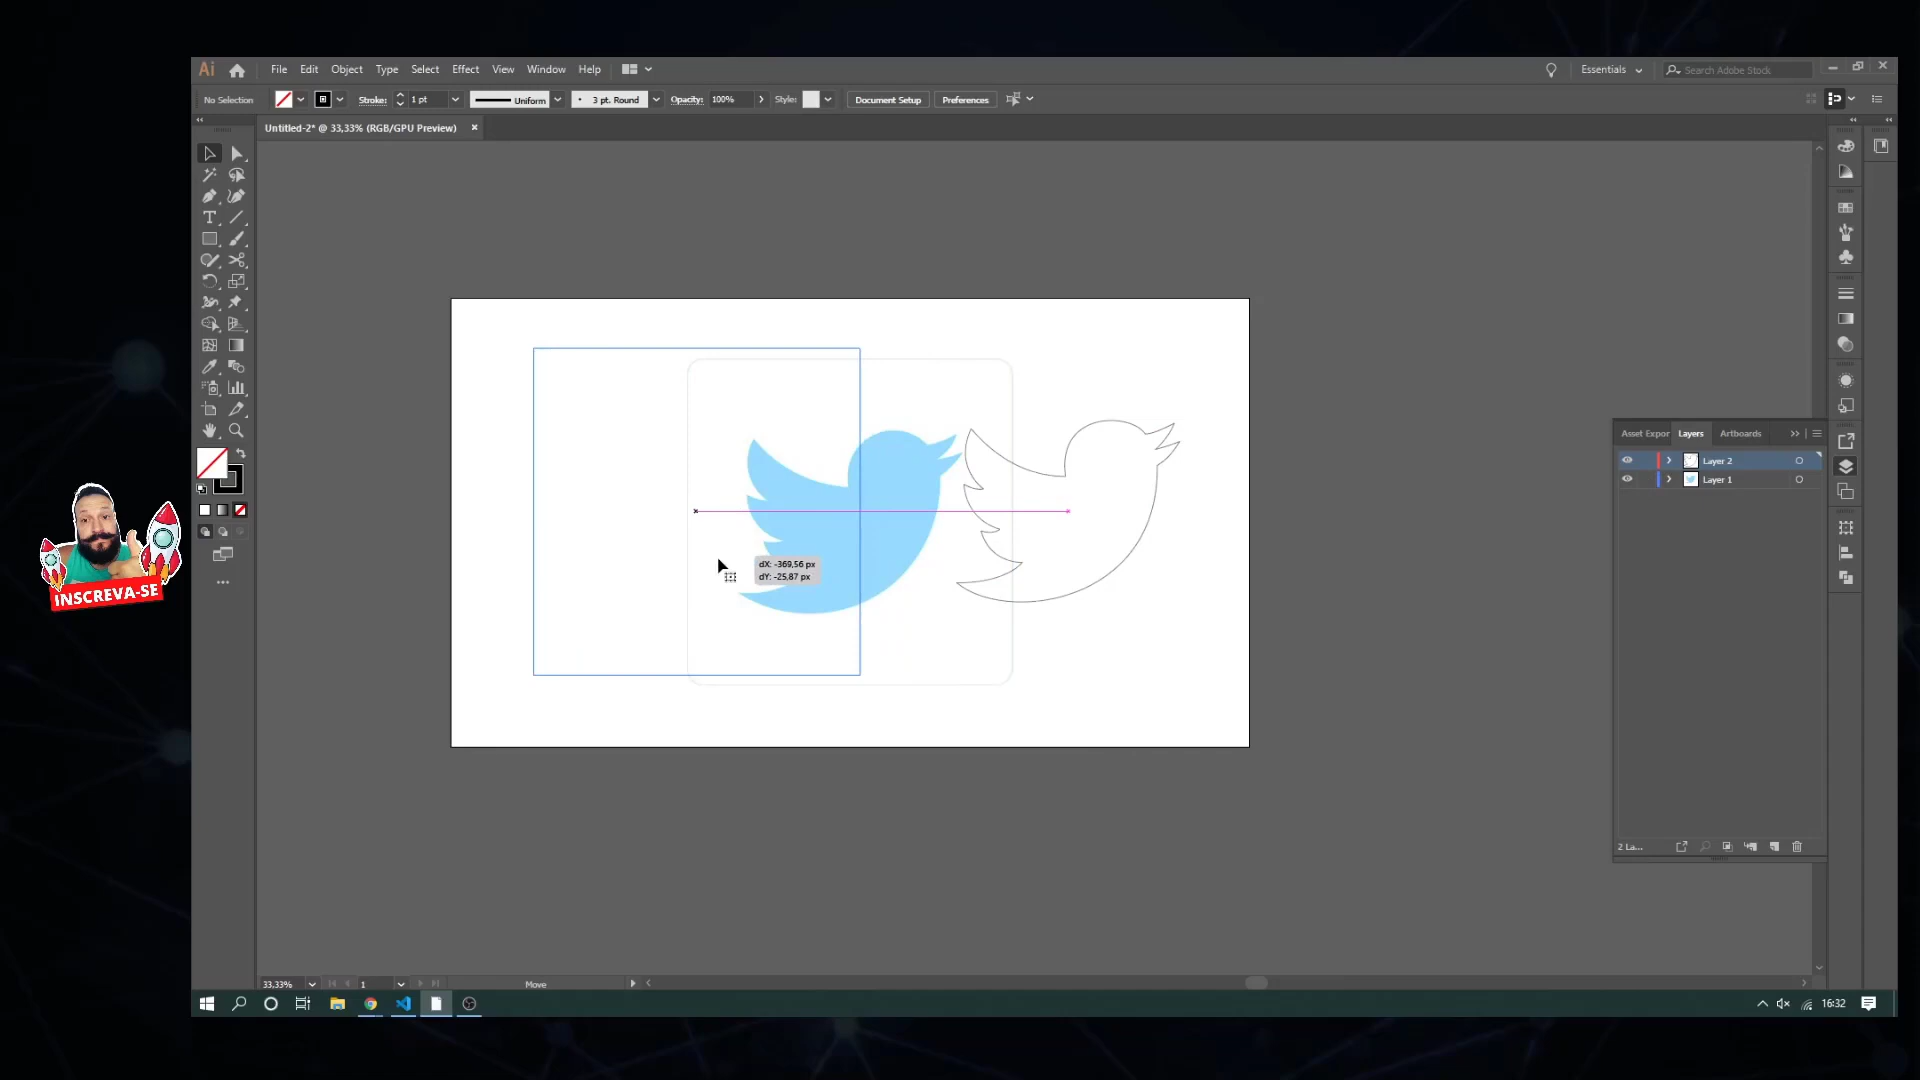 Ai File Edit Object Type Select Effect View Window Help Essentials Search Adobe Stock
No Selection Stroke: 1 pt Uniform 3 pt. Round Opacity: 100% Style: Document Setup Preferences
Untitled-2* @ 33,33% (RGB/GPU Preview)
Asset Expor Layers Artboards
Layer 2
Layer 1
dX: -369,56 px
dY: -25,87 px
INSCREVA-SE
2 La...
33,33% 1 Move
16:32